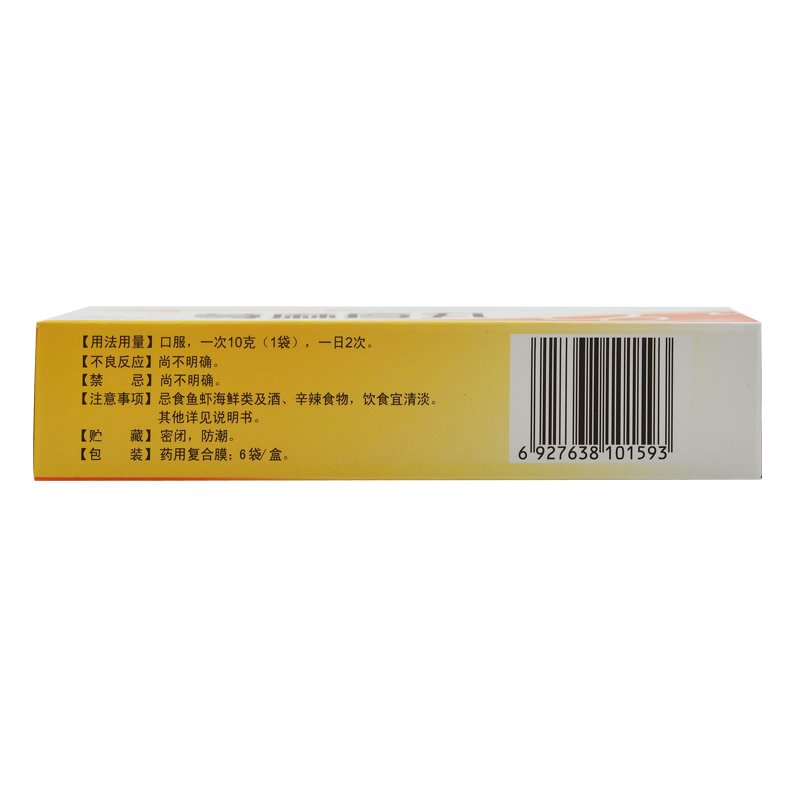 【用法用量】口服，一次10克（1袋），一日2次。
【不良反应】尚不明确。
【禁　忌】尚不明确。
【注意事项】忌食鱼虾海鲜类及酒、辛辣食物，饮食宜清淡。
其他详见说明书。
【贮　藏】密闭，防潮。
【包　装】药用复合膜；6袋/盒。
6 927638 101593